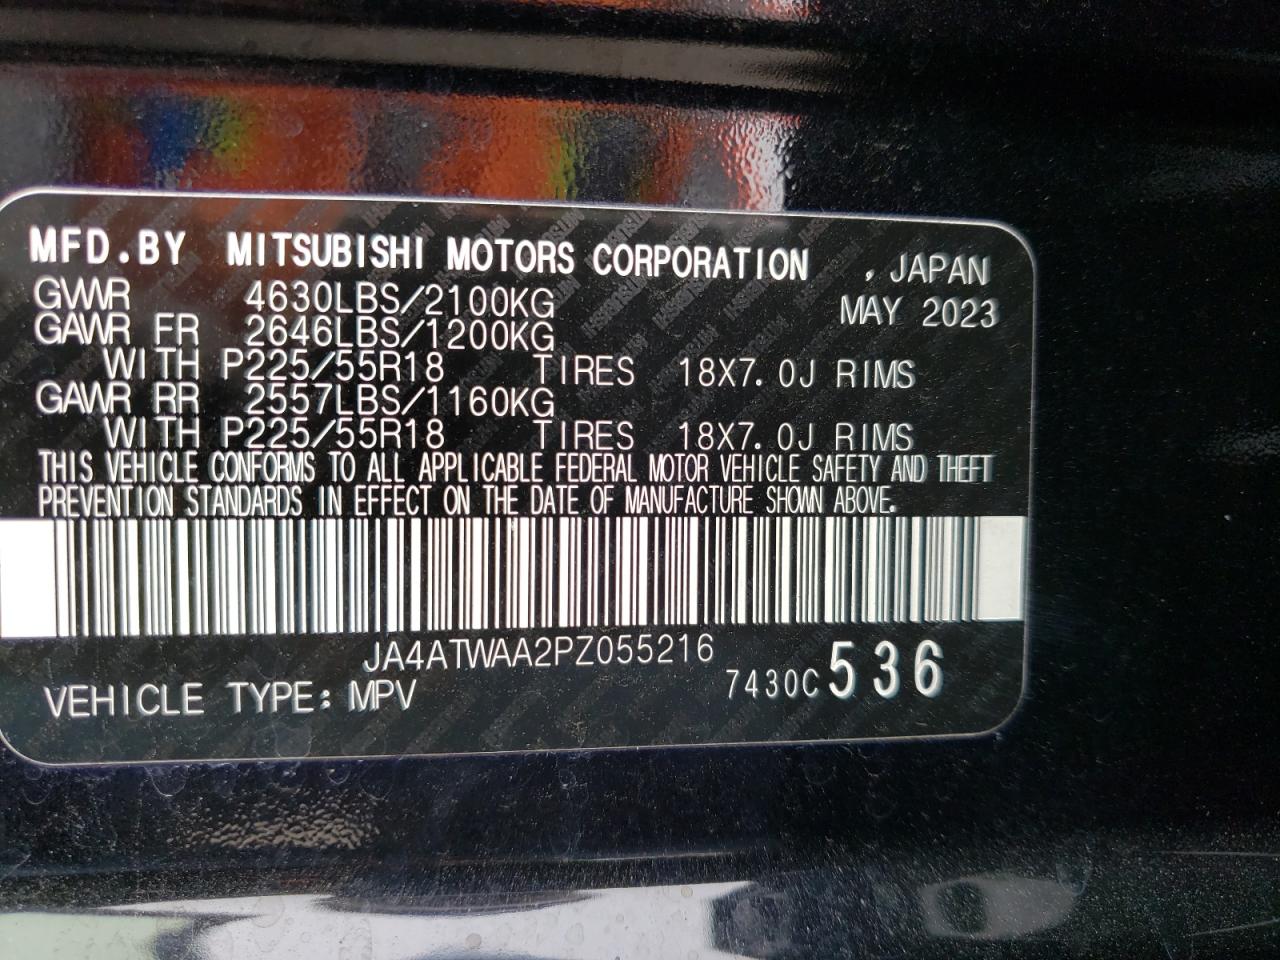 MFD.BY MITSUBISHI MOTORS CORPORATION , JAPAN
GVWR 4630LBS/2100KG MAY 2023
GAWR FR 2646LBS/1200KG
WITH P225/55R18 TIRES 18X7.0J RIMS
GAWR RR 2557LBS/1160KG
WITH P225/55R18 TIRES 18X7.0J RIMS
THIS VEHICLE CONFORMS TO ALL APPLICABLE FEDERAL MOTOR VEHICLE SAFETY AND THEFT
PREVENTION STANDARDS IN EFFECT ON THE DATE OF MANUFACTURE SHOWN ABOVE.
JA4ATWAA2PZ055216
VEHICLE TYPE: MPV 7430C 536